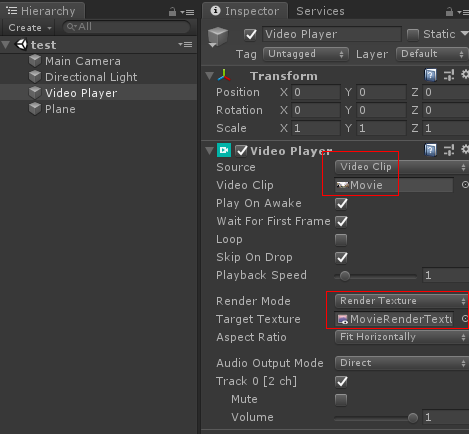 Hierarchy
Create
All
test
Main Camera
Directional Light
Video Player
Plane
Inspector Services
Video Player Static
Tag Untagged Layer Default
Transform
Position X 0 Y 0 Z 0
Rotation X 0 Y 0 Z 0
Scale X 1 Y 1 Z 1
Video Player
Source Video Clip
Video Clip Movie
Play On Awake
Wait For First Frame
Loop
Skip On Drop
Playback Speed 1
Render Mode Render Texture
Target Texture MovieRenderTextu
Aspect Ratio Fit Horizontally
Audio Output Mode Direct
Track 0 [2 ch]
Mute
Volume 1